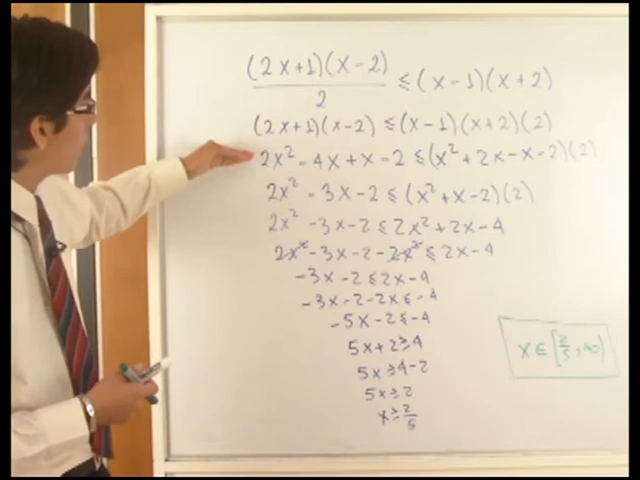 (2x+1)(x-2)/2 ≤ (x-1)(x+2)
(2x+1)(x-2) ≤ (x-1)(x+2)(2)
2x² - 4x + x - 2 ≤ (x² + 2x - x - 2)(2)
2x² - 3x - 2 ≤ (x² + x - 2)(2)
2x² - 3x - 2 ≤ 2x² + 2x - 4
2x² - 3x - 2 - 2x² ≤ 2x - 4
-3x - 2 ≤ 2x - 4
-3x - 2 - 2x ≤ -4
-5x - 2 ≤ -4
5x + 2 ≥ 4
5x ≥ 4 - 2
5x ≥ 2
x ≥ 2/5
x ∈ [2/5, ∞)